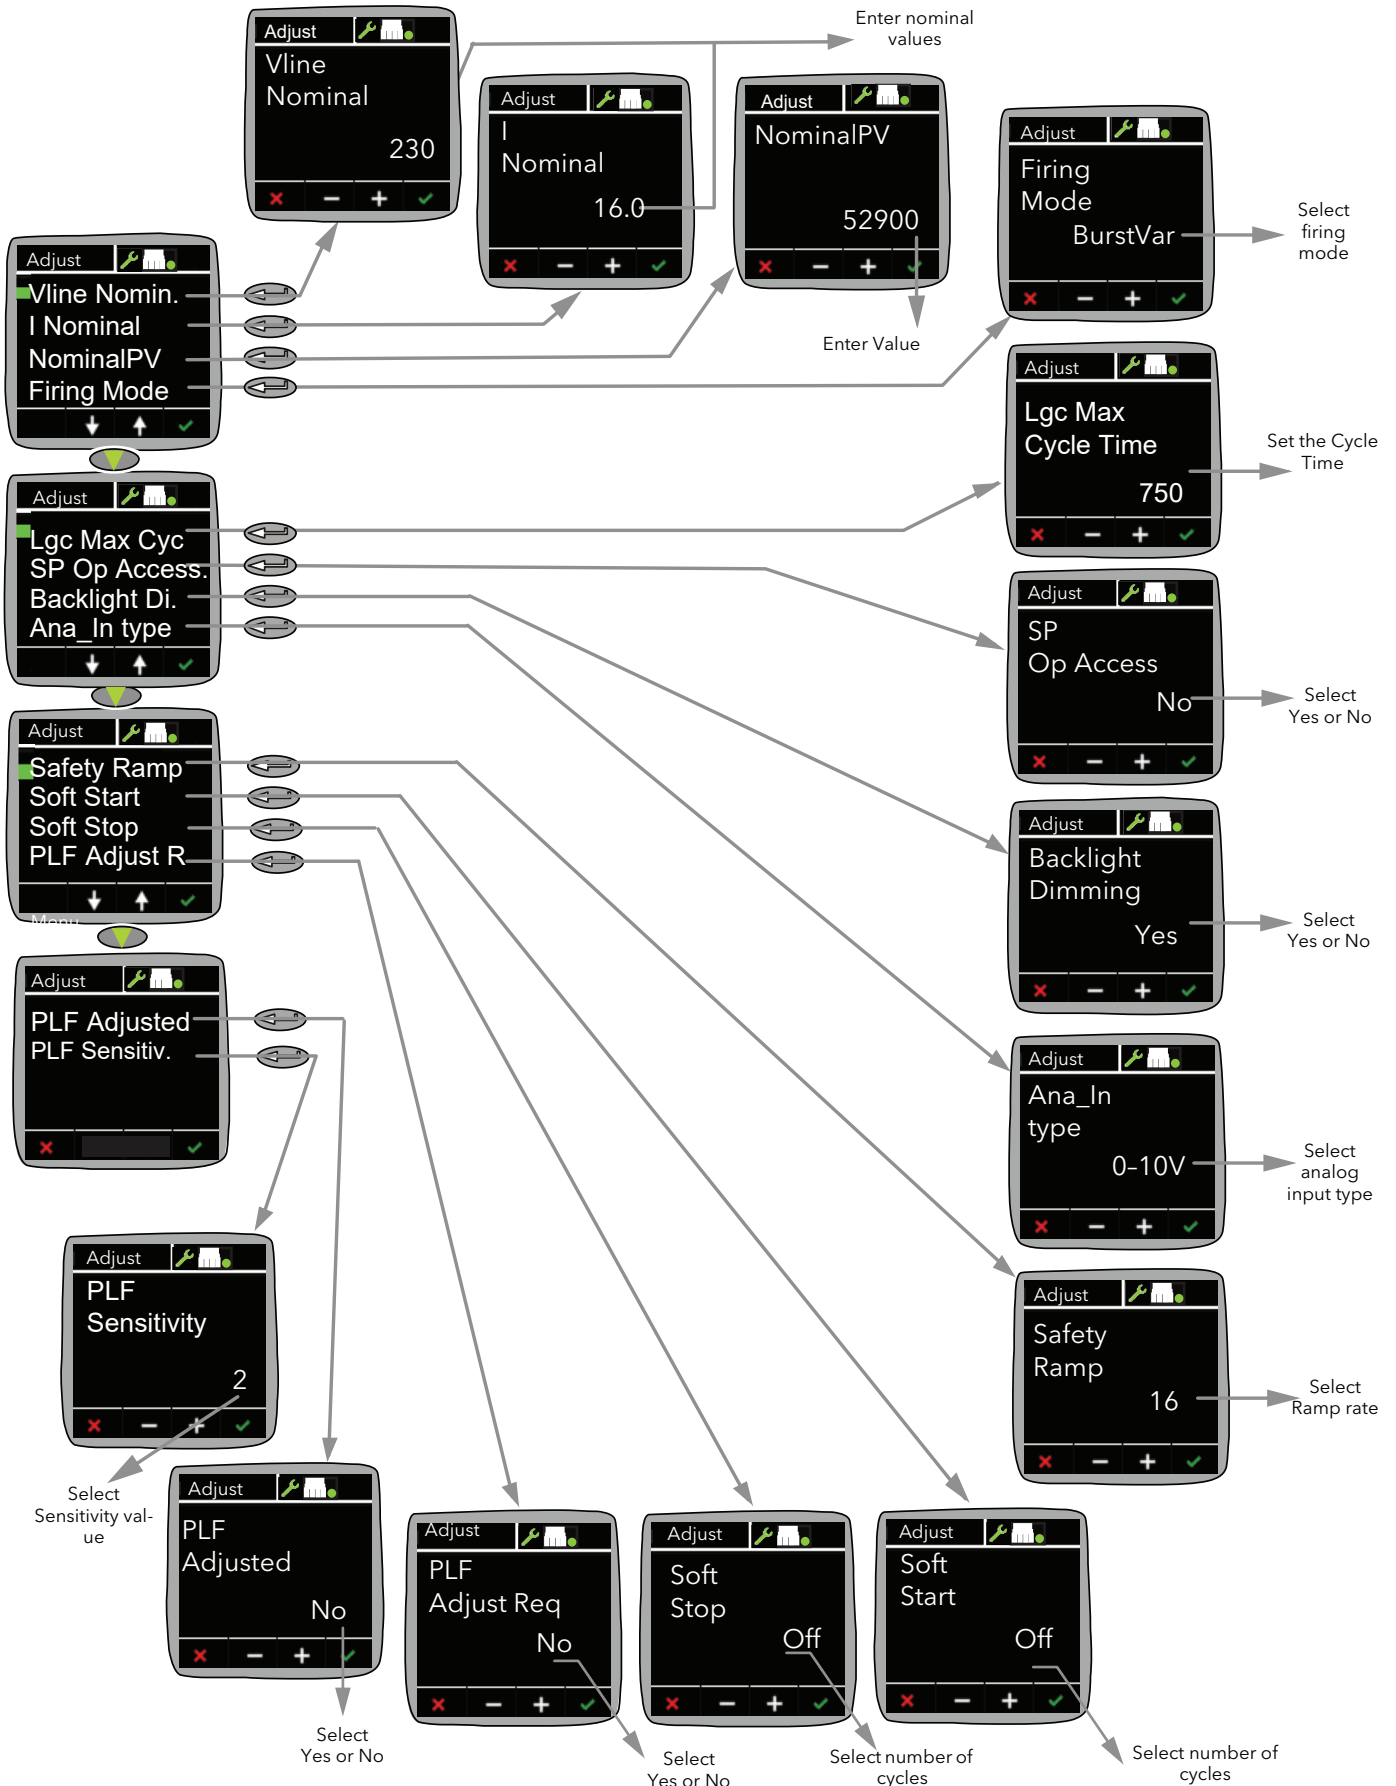 Adjust
Vline
Nominal
230
Enter nominal
values
Adjust
I
Nominal
16.0
Adjust
NominalPV
52900
Enter Value
Adjust
Firing
Mode
BurstVar
Select
firing
mode
Adjust
Vline Nomin.
I Nominal
NominalPV
Firing Mode
Adjust
Lgc Max
Cycle Time
750
Set the Cycle
Time
Adjust
Lgc Max Cyc
SP Op Access.
Backlight Di.
Ana_In type
Adjust
SP
Op Access
No
Select
Yes or No
Adjust
Safety Ramp
Soft Start
Soft Stop
PLF Adjust R
Menu
Adjust
Backlight
Dimming
Yes
Select
Yes or No
Adjust
PLF Adjusted
PLF Sensitiv.
Adjust
Ana_In
type
0–10V
Select
analog
input type
Adjust
PLF
Sensitivity
2
Select
Sensitivity val-
ue
Adjust
Safety
Ramp
16
Select
Ramp rate
Adjust
PLF
Adjusted
No
Select
Yes or No
Adjust
PLF
Adjust Req
No
Select
Yes or No
Adjust
Soft
Stop
Off
Select number of
cycles
Adjust
Soft
Start
Off
Select number of
cycles